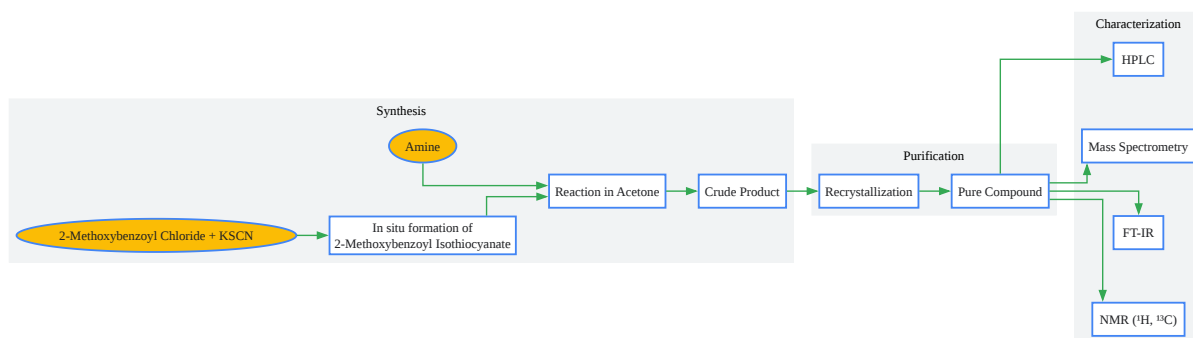 Characterization
HPLC
Synthesis
Amine
Mass Spectrometry
Purification
Reaction in Acetone
Crude Product
Recrystallization
Pure Compound
2-Methoxybenzoyl Chloride + KSCN
In situ formation of
2-Methoxybenzoyl Isothiocyanate
FT-IR
NMR (¹H, ¹³C)